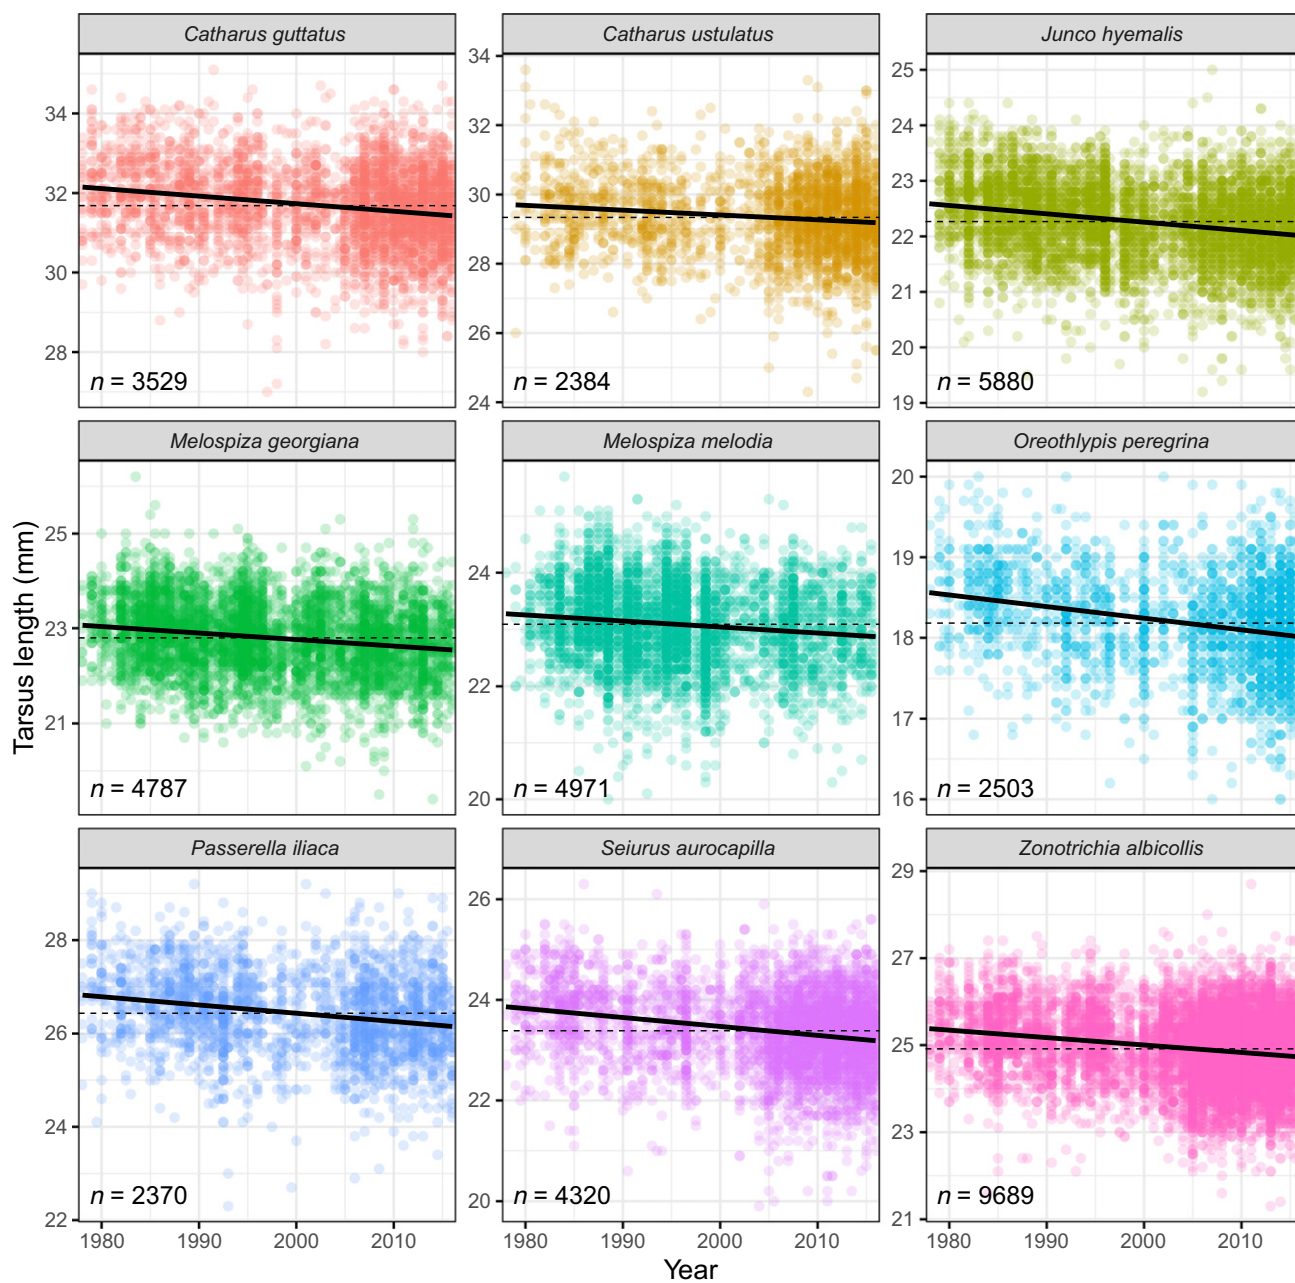 Catharus guttatus
Catharus ustulatus
Junco hyemalis
34
32
30
28
n = 3529
34
32
30
28
26
24
n = 2384
25
24
23
22
21
20
19
n = 5880
Melospiza georgiana
Melospiza melodia
Oreothlypis peregrina
Tarsus length (mm)
25
23
21
n = 4787
24
22
20
n = 4971
20
19
18
17
16
n = 2503
Passerella iliaca
Seiurus aurocapilla
Zonotrichia albicollis
28
26
24
22
n = 2370
26
24
22
20
n = 4320
29
27
25
23
21
n = 9689
1980 1990 2000 2010
1980 1990 2000 2010
1980 1990 2000 2010
Year